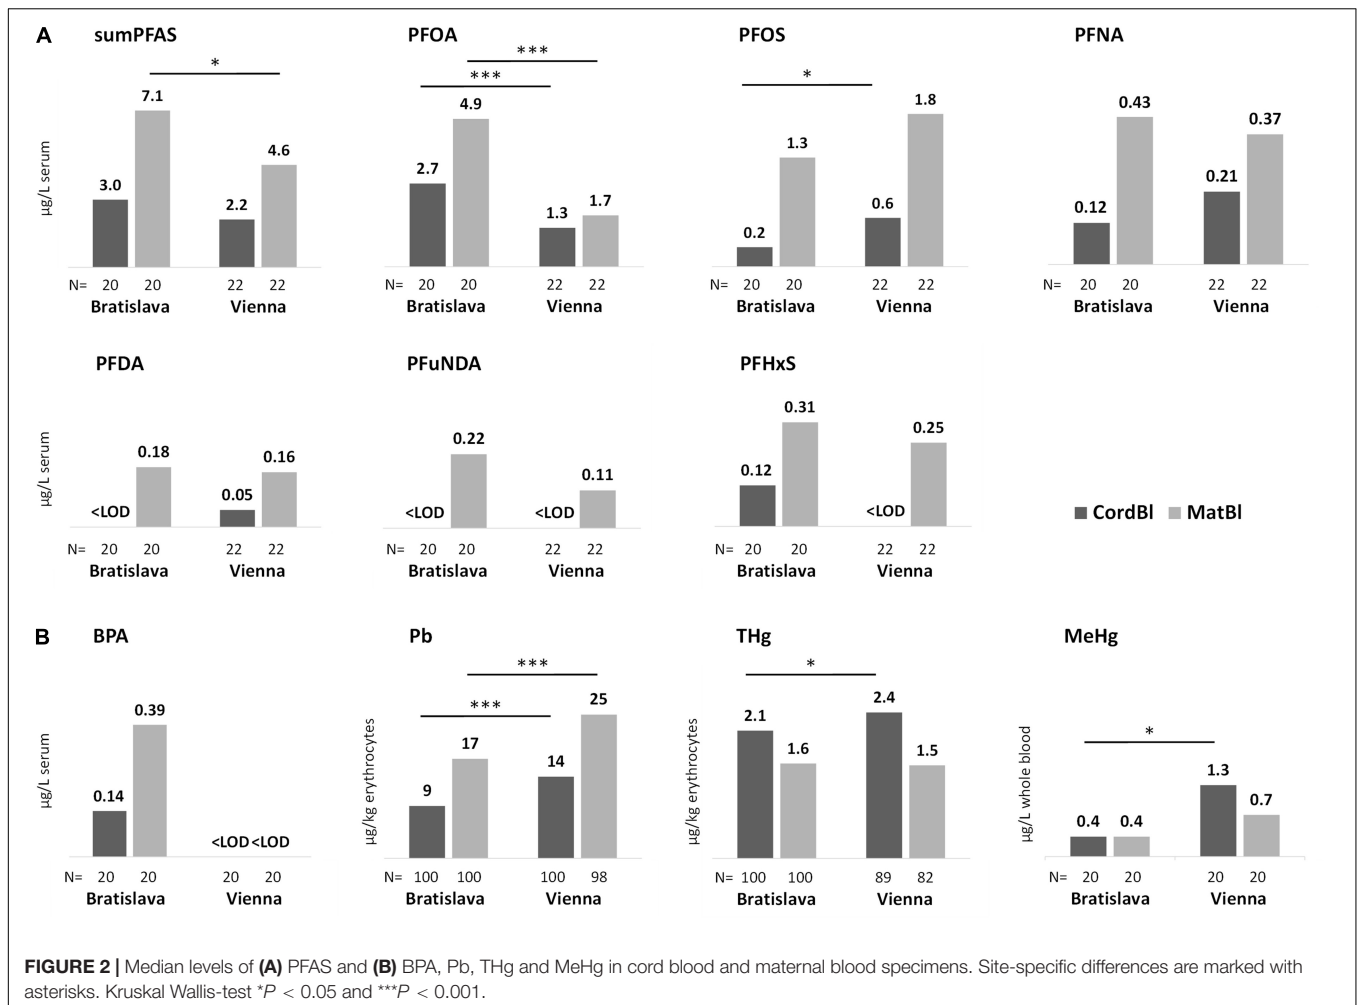 A
sumPFAS
PFOA
PFOS
PFNA
* *** *** *
µg/L serum
3.0 7.1 2.2 4.6
2.7 4.9 1.3 1.7
0.2 1.3 0.6 1.8
0.12 0.43 0.21 0.37
N= 20 20 22 22 N= 20 20 22 22 N= 20 20 22 22 N= 20 20 22 22
Bratislava Vienna Bratislava Vienna Bratislava Vienna Bratislava Vienna
PFDA
PFuNDA
PFHxS
µg/L serum
<LOD 0.18 0.05 0.16
<LOD 0.22 <LOD 0.11
0.12 0.31 <LOD 0.25
CordBl MatBl
N= 20 20 22 22 N= 20 20 22 22 N= 20 20 22 22
Bratislava Vienna Bratislava Vienna Bratislava Vienna
B
BPA
Pb
THg
MeHg
µg/L serum
0.14 0.39 <LOD <LOD
µg/kg erythrocytes
*** ***
9 17 14 25
µg/kg erythrocytes
*
2.1 1.6 2.4 1.5
µg/L whole blood
*
0.4 0.4 1.3 0.7
N= 20 20 20 20 N= 100 100 100 98 N= 100 100 89 82 N= 20 20 20 20
Bratislava Vienna Bratislava Vienna Bratislava Vienna Bratislava Vienna
FIGURE 2 | Median levels of (A) PFAS and (B) BPA, Pb, THg and MeHg in cord blood and maternal blood specimens. Site-specific differences are marked with
asterisks. Kruskal Wallis-test *P < 0.05 and ***P < 0.001.